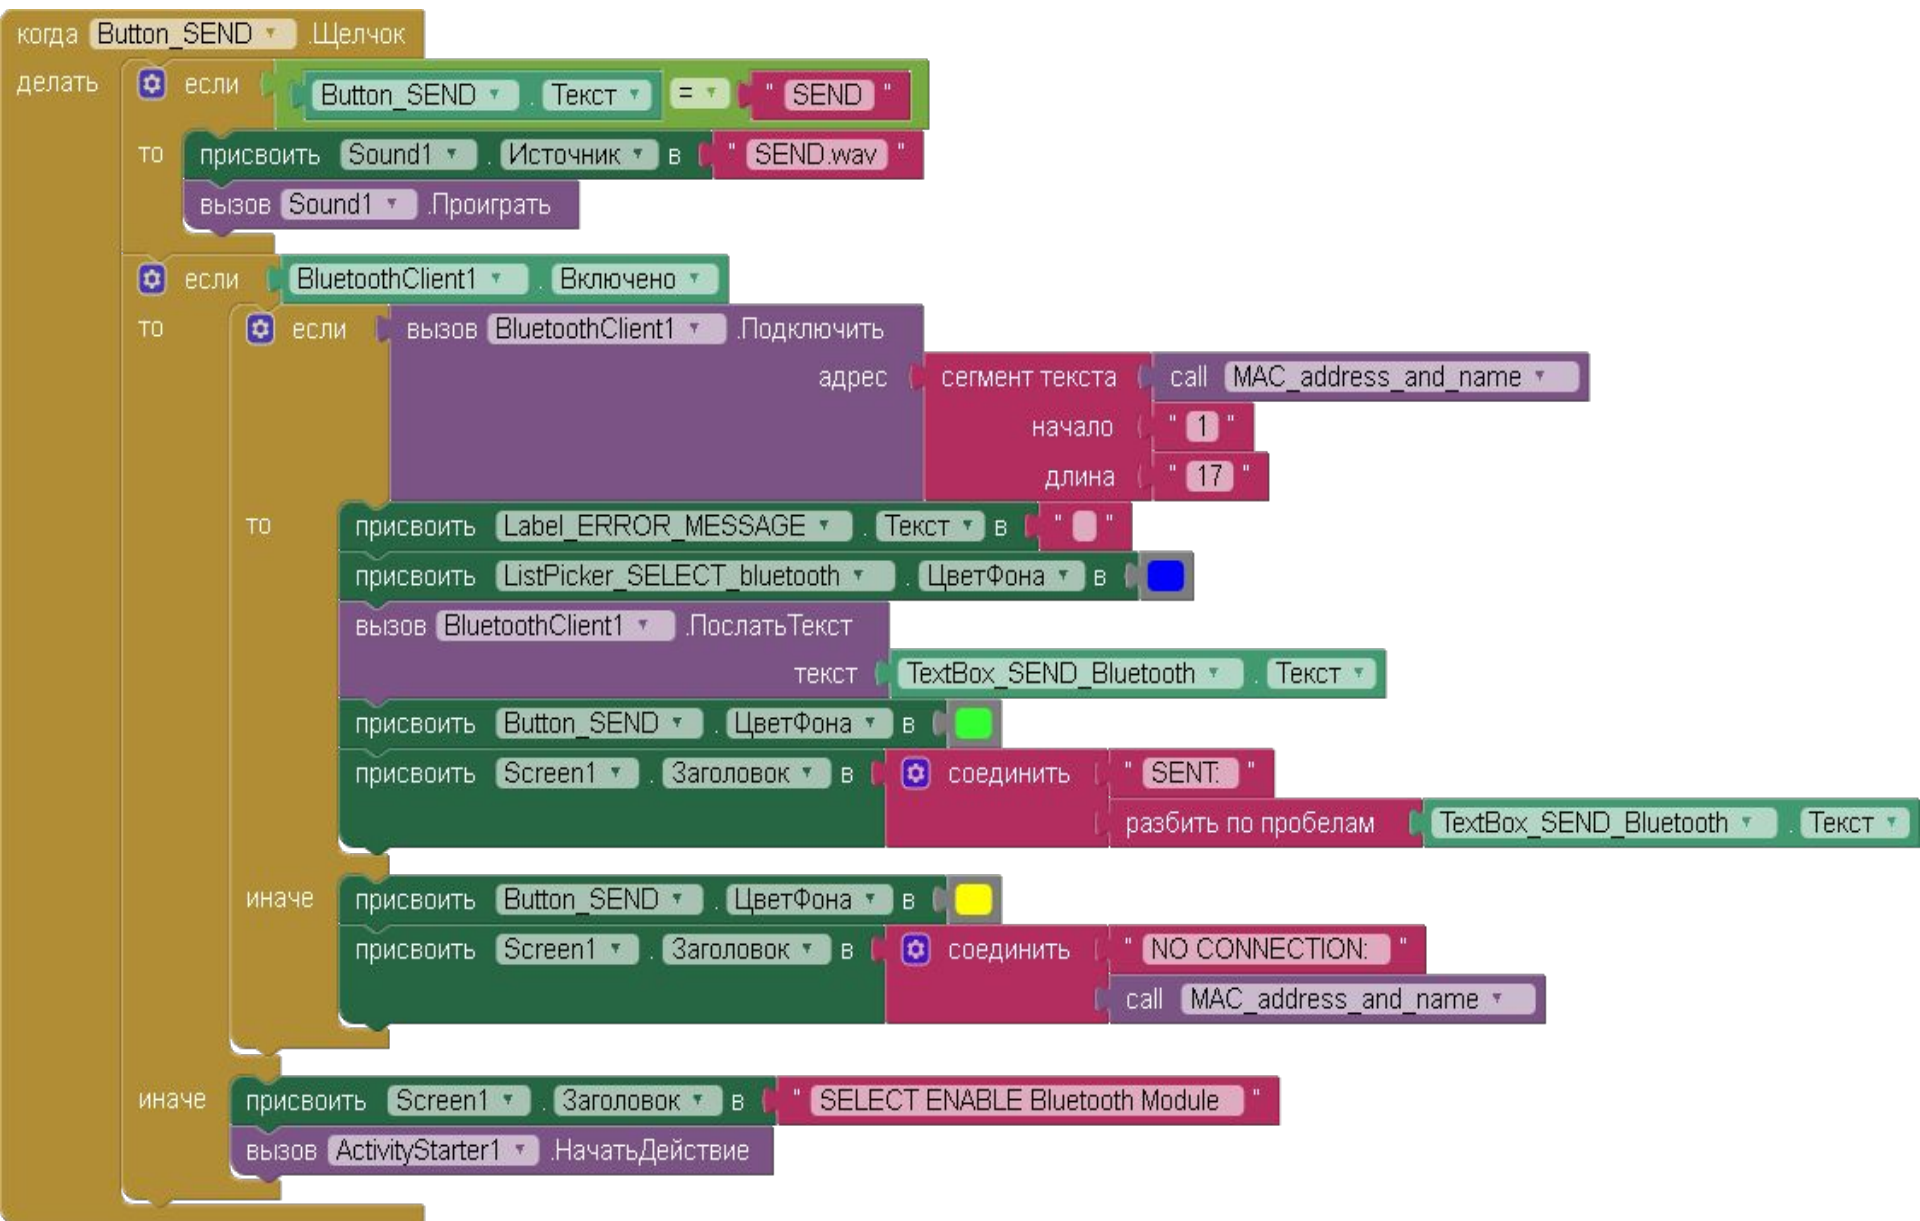 когда Button_SEND .Щелчок
делать если Button_SEND . Текст = " SEND "
то присвоить Sound1 . Источник в " SEND.wav "
вызов Sound1 .Проиграть
если BluetoothClient1 . Включено
то если вызов BluetoothClient1 .Подключить
адрес сегмент текста call MAC_address_and_name
начало " 1 "
длина " 17 "
то присвоить Label_ERROR_MESSAGE . Текст в " "
присвоить ListPicker_SELECT_bluetooth . ЦветФона в
вызов BluetoothClient1 .ПослатьТекст
текст TextBox_SEND_Bluetooth . Текст
присвоить Button_SEND . ЦветФона в
присвоить Screen1 . Заголовок в соединить " SENT: "
разбить по пробелам TextBox_SEND_Bluetooth . Текст
иначе присвоить Button_SEND . ЦветФона в
присвоить Screen1 . Заголовок в соединить " NO CONNECTION: "
call MAC_address_and_name
иначе присвоить Screen1 . Заголовок в " SELECT ENABLE Bluetooth Module "
вызов ActivityStarter1 .НачатьДействие